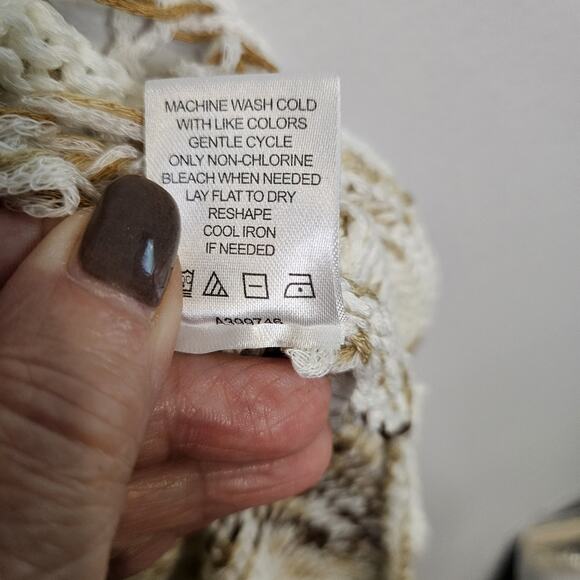 MACHINE WASH COLD
WITH LIKE COLORS
GENTLE CYCLE
ONLY NON-CHLORINE
BLEACH WHEN NEEDED
LAY FLAT TO DRY
RESHAPE
COOL IRON
IF NEEDED
A399746